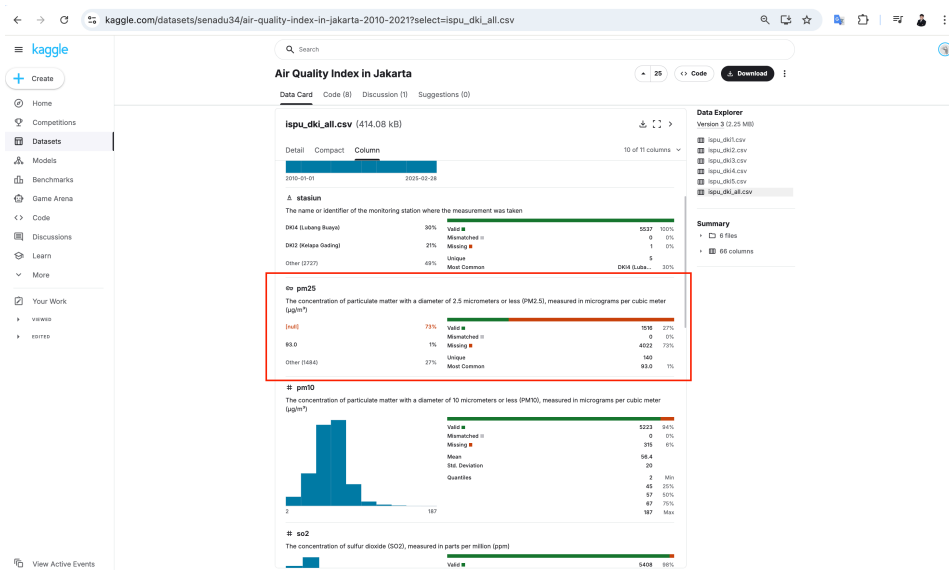 kaggle.com/datasets/senadu34/air-quality-index-in-jakarta-2010-2021?select=ispu_dki_all.csv
kaggle
Search
Create
Air Quality Index in Jakarta
25
Code
Download
Data Card Code (8) Discussion (1) Suggestions (0)
Home
Competitions
Datasets
Models
Benchmarks
Game Arena
Code
Discussions
Learn
More
Your Work
VIEWED
EDITED
View Active Events
ispu_dki_all.csv (414.08 kB)
Detail Compact Column
10 of 11 columns
2010-01-01 2025-02-28
stasiun
The name or identifier of the monitoring station where the measurement was taken
DKI4 (Lubang Buaya) 30%
DKI2 (Kelapa Gading) 21%
Other (2727) 49%
Valid 5537 100%
Mismatched 0 0%
Missing 1 0%
Unique 5
Most Common DKI4 (Luba... 30%
pm25
The concentration of particulate matter with a diameter of 2.5 micrometers or less (PM2.5), measured in micrograms per cubic meter
(µg/m³)
[null] 73%
93.0 1%
Other (1484) 27%
Valid 1516 27%
Mismatched 0 0%
Missing 4022 73%
Unique 140
Most Common 93.0 1%
# pm10
The concentration of particulate matter with a diameter of 10 micrometers or less (PM10), measured in micrograms per cubic meter
(µg/m³)
2 187
Valid 5223 94%
Mismatched 0 0%
Missing 315 6%
Mean 56.4
Std. Deviation 20
Quantiles 2 Min
45 25%
57 50%
67 75%
187 Max
# so2
The concentration of sulfur dioxide (SO2), measured in parts per million (ppm)
Valid 5408 98%
Data Explorer
Version 3 (2.25 MB)
ispu_dki1.csv
ispu_dki2.csv
ispu_dki3.csv
ispu_dki4.csv
ispu_dki5.csv
ispu_dki_all.csv
Summary
6 files
66 columns